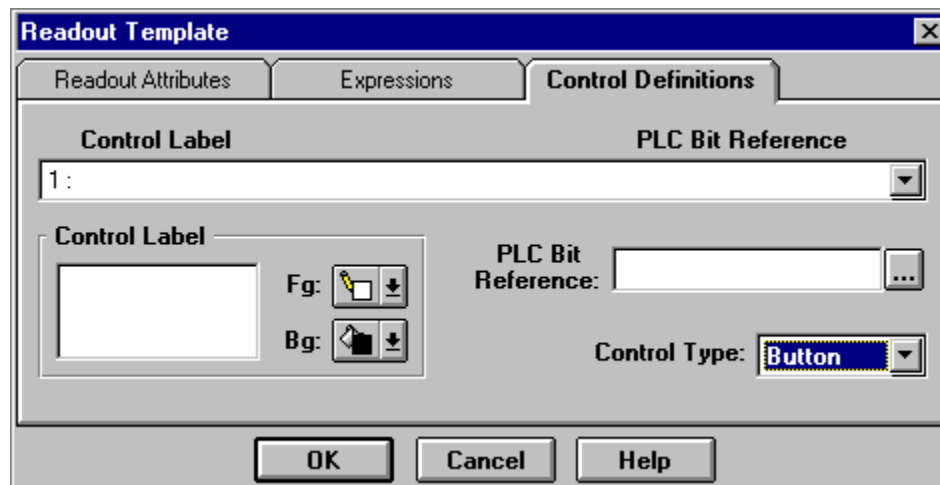 Readout Template
Readout Attributes Expressions Control Definitions
Control Label PLC Bit Reference
1 :
Control Label
Fg:
Bg:
PLC Bit
Reference:
...
Control Type: Button
OK Cancel Help